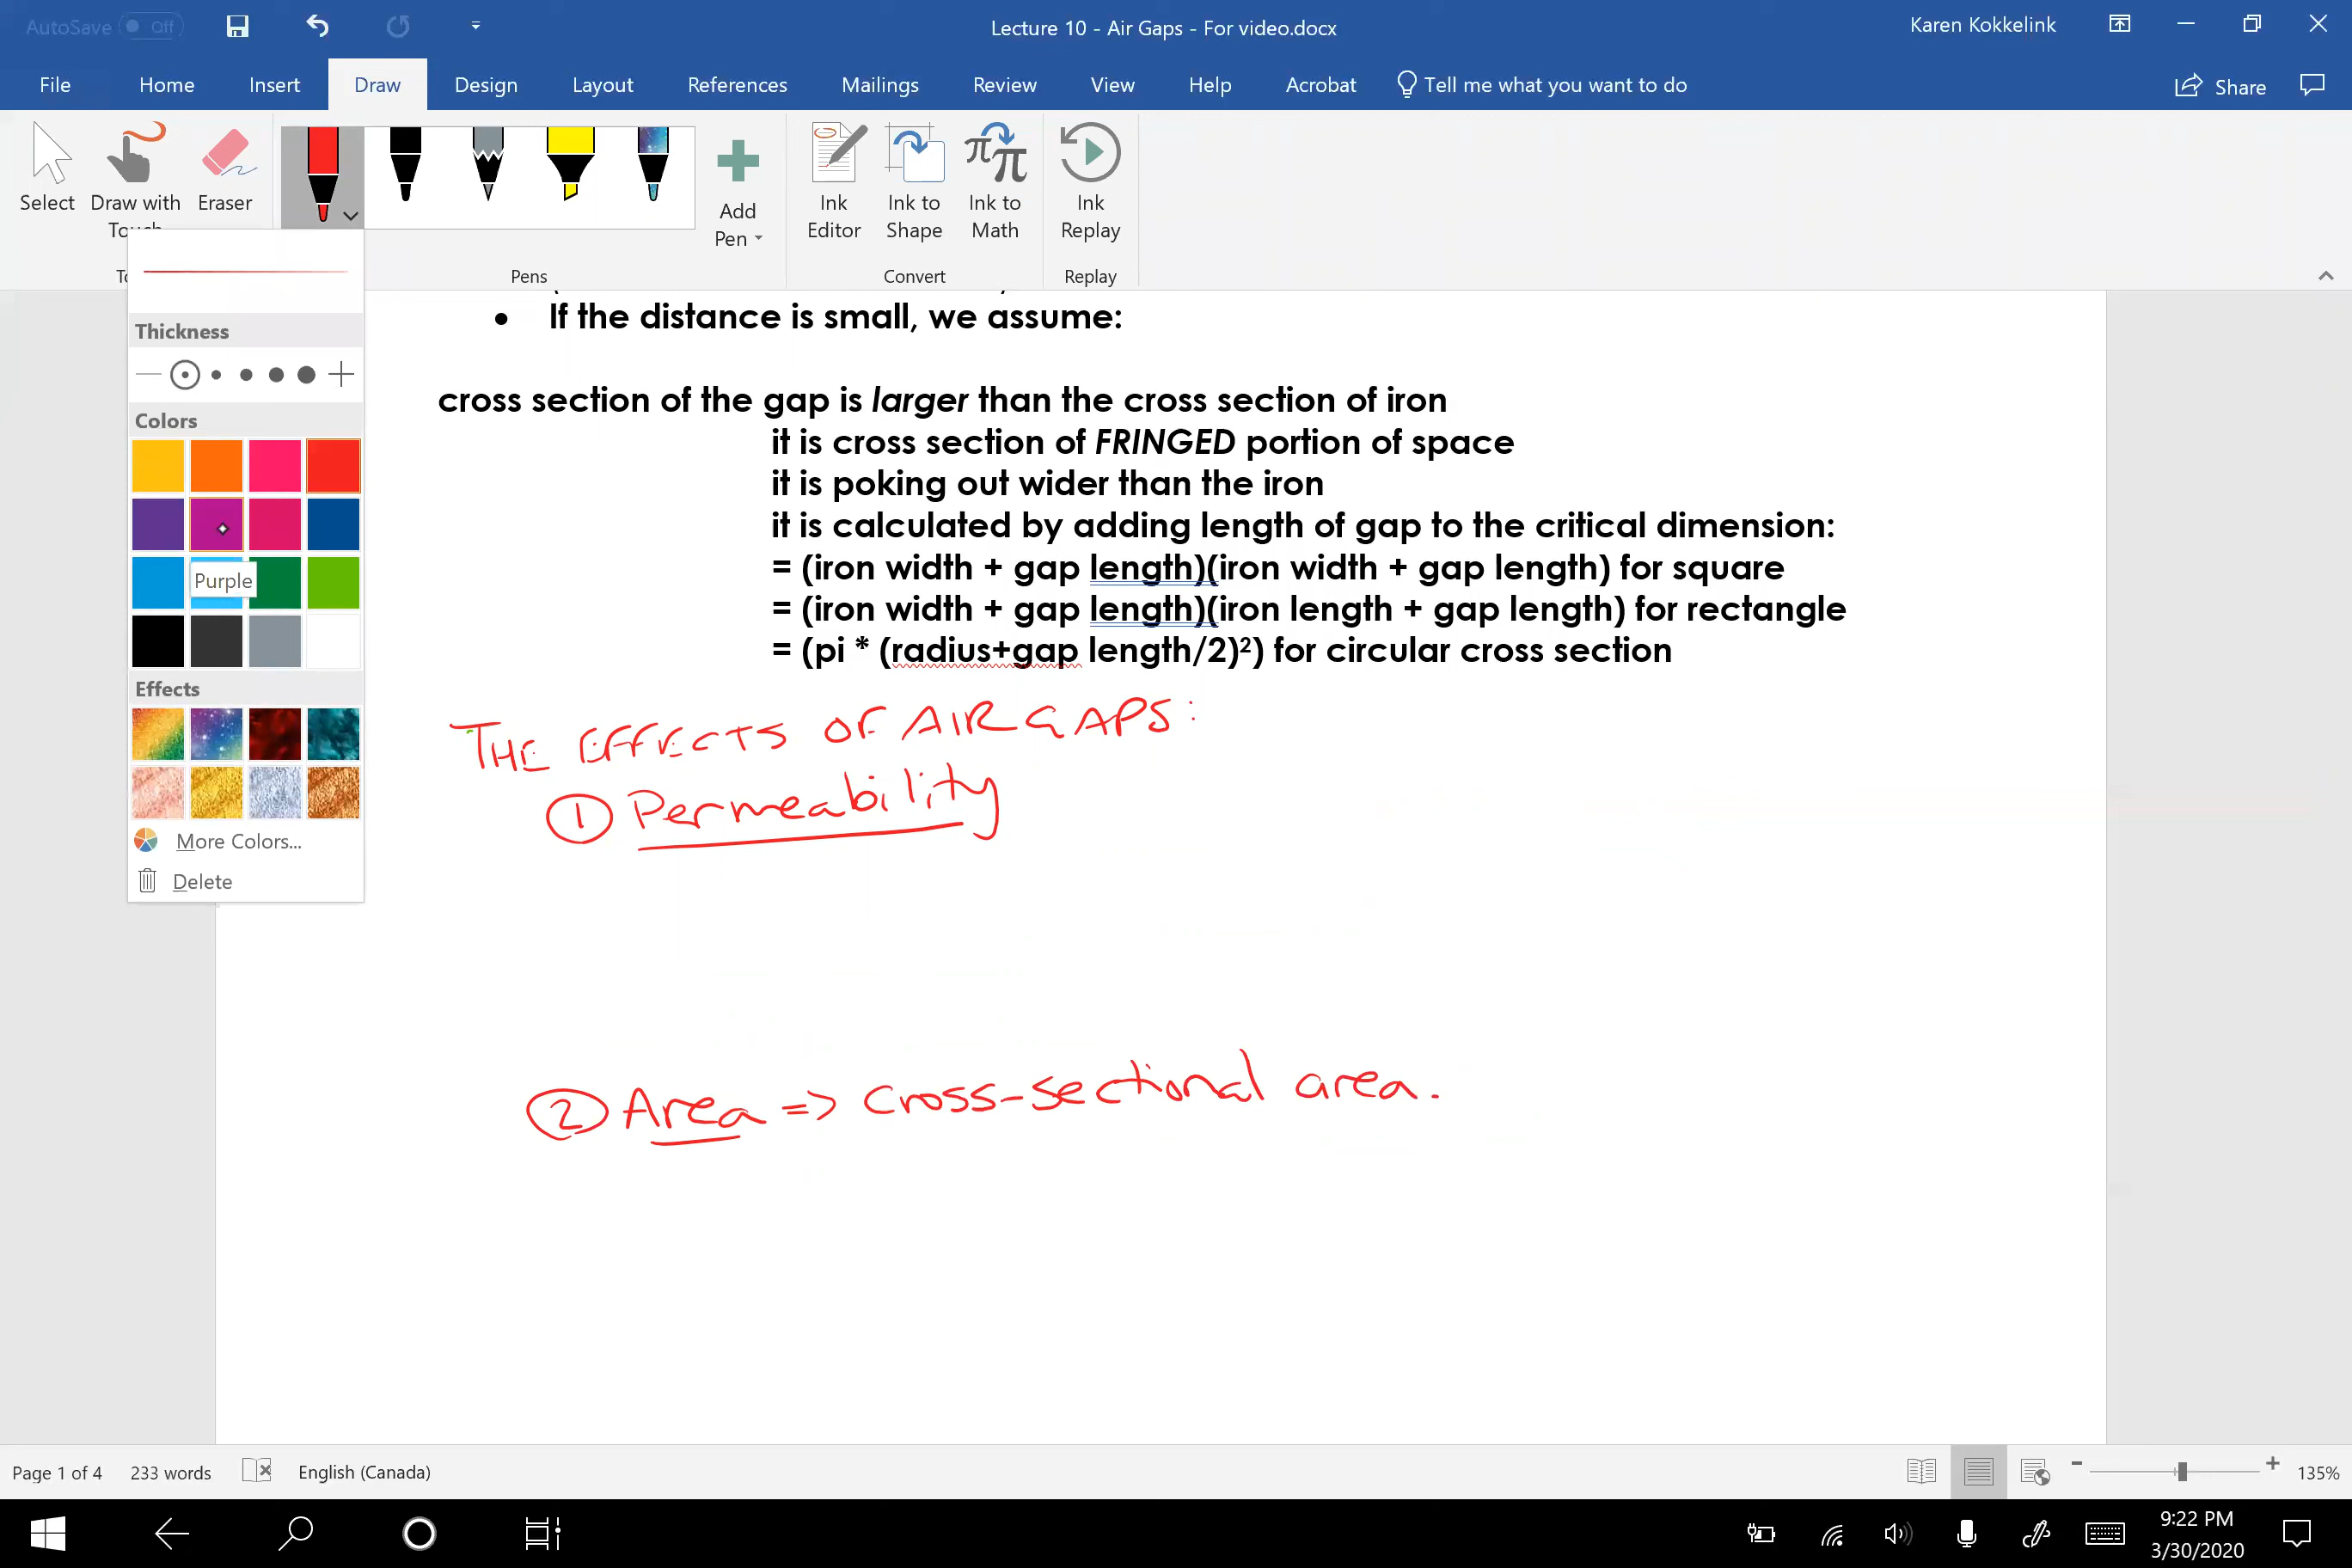 AutoSave Off
Lecture 10 - Air Gaps - For video.docx
Karen Kokkelink
File Home Insert Draw Design Layout References Mailings Review View Help Acrobat Tell me what you want to do Share
Select Draw with Eraser Add Ink Ink to Ink to Ink
Pen Editor Shape Math Replay
Pens Convert Replay
Thickness
Colors
Purple
Effects
More Colors...
Delete
• If the distance is small, we assume:
cross section of the gap is larger than the cross section of iron
it is cross section of FRINGED portion of space
it is poking out wider than the iron
it is calculated by adding length of gap to the critical dimension:
= (iron width + gap length)(iron width + gap length) for square
= (iron width + gap length)(iron length + gap length) for rectangle
= (pi * (radius+gap length/2)²) for circular cross section
THE EFFECTS OF AIR GAPS:
① Permeability
② Area => cross-sectional area.
Page 1 of 4 233 words English (Canada) 135%
9:22 PM
3/30/2020